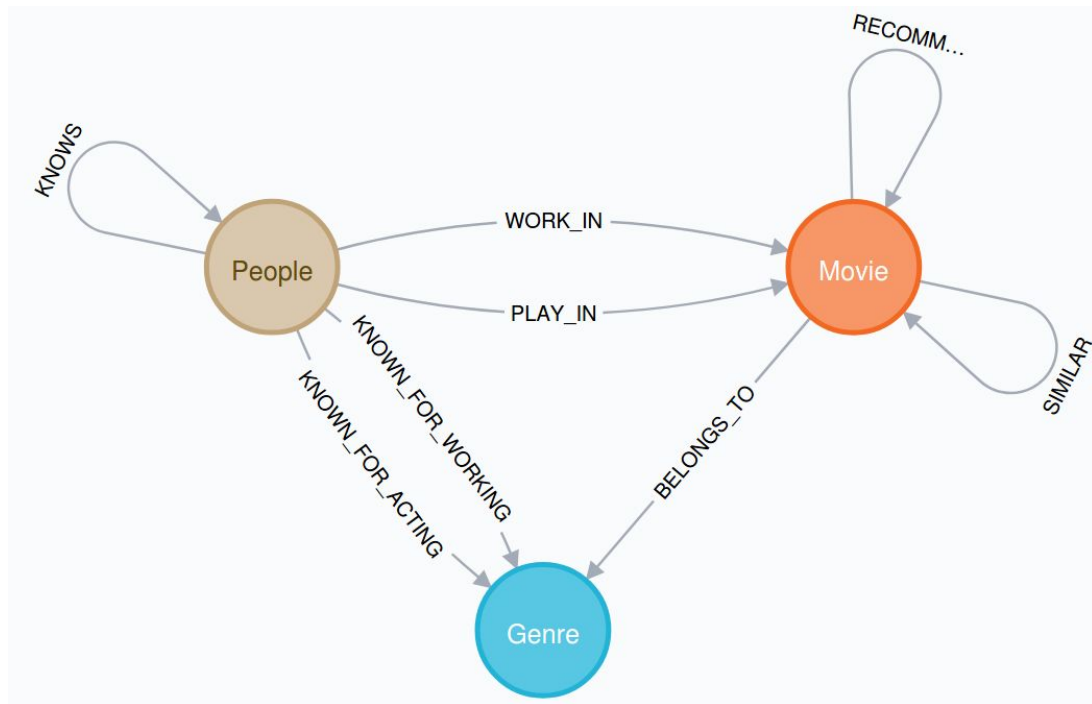 RECOMM...
KNOWS
WORK_IN
People
Movie
PLAY_IN
SIMILAR
KNOWN_FOR_WORKING
KNOWN_FOR_ACTING
BELONGS_TO
Genre